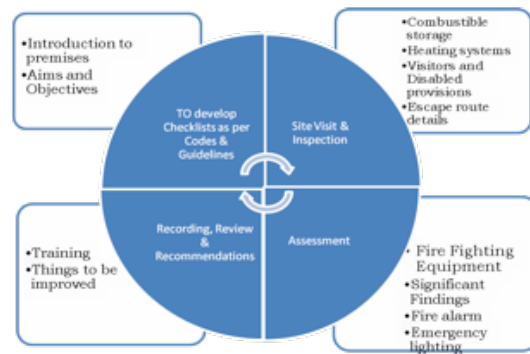 •Introduction to
premises
•Aims and
Objectives
•Combustible
storage
•Heating systems
•Visitors and
Disabled
provisions
•Escape route
details
TO develop
Checklists as per
Codes &
Guidelines
Site Visit &
Inspection
Recording, Review
&
Recommendations
Assessment
•Training
•Things to be
improved
• Fire Fighting
Equipment
•Significant
Findings
•Fire alarm
•Emergency
lighting